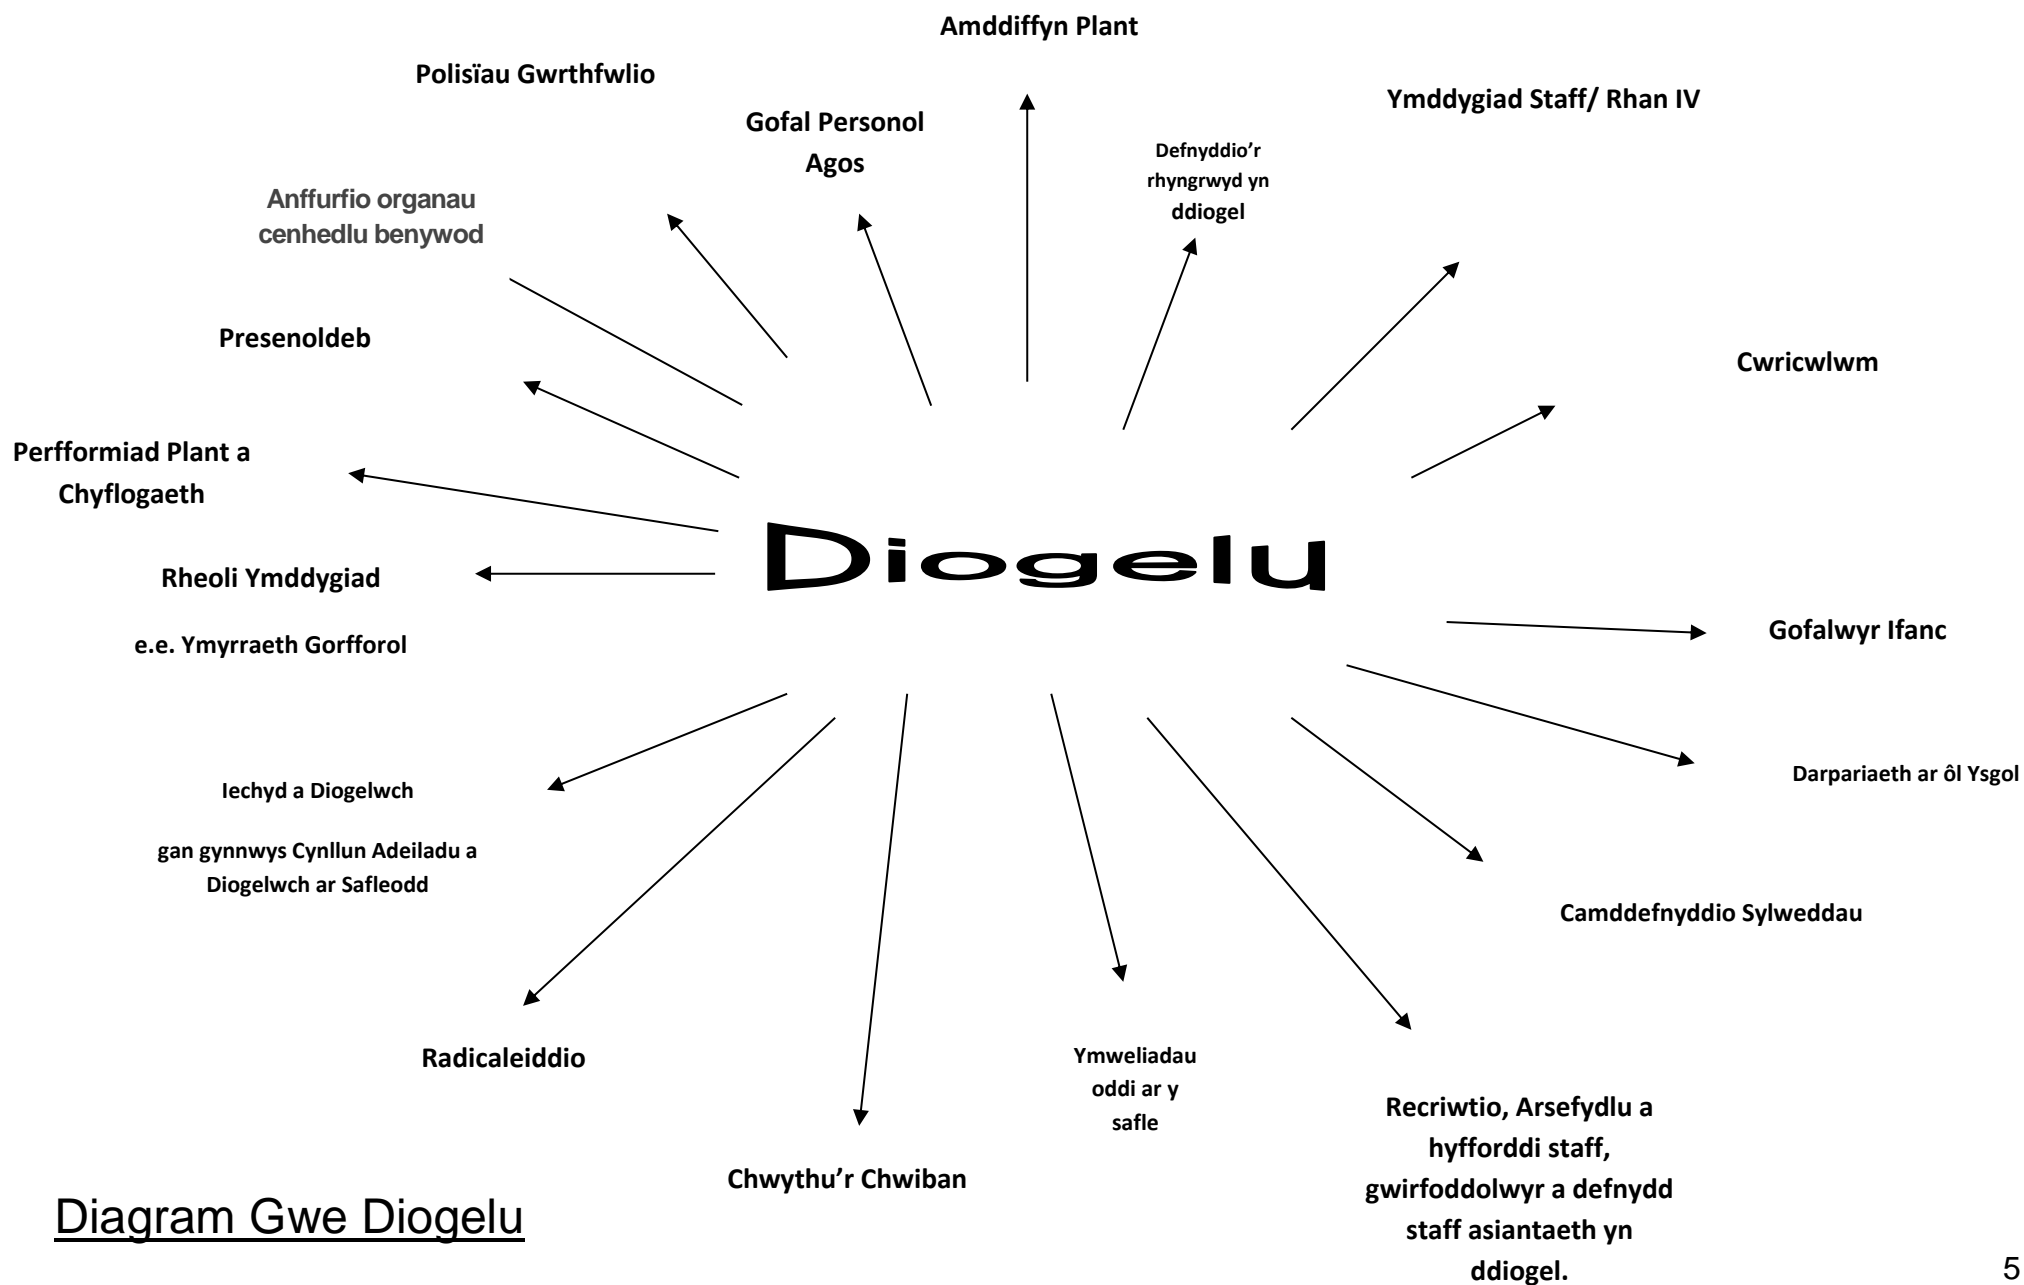 Amddiffyn Plant
Polisïau Gwrthfwlio
Ymddygiad Staff/ Rhan IV
Gofal Personol
Agos
Defnyddio’r
rhyngrwyd yn
ddiogel
Anffurfio organau
cenhedlu benywod
Presenoldeb
Cwricwlwm
Perfformiad Plant a
Chyflogaeth
Diogelu
Rheoli Ymddygiad
e.e. Ymyrraeth Gorfforol
Gofalwyr Ifanc
Darpariaeth ar ôl Ysgol
Iechyd a Diogelwch
gan gynnwys Cynllun Adeiladu a
Diogelwch ar Safleodd
Camddefnyddio Sylweddau
Radicaleiddio
Ymweliadau
oddi ar y
safle
Recriwtio, Arsefydlu a
hyfforddi staff,
gwirfoddolwyr a defnydd
staff asiantaeth yn
ddiogel.
Chwythu’r Chwiban
Diagram Gwe Diogelu
5